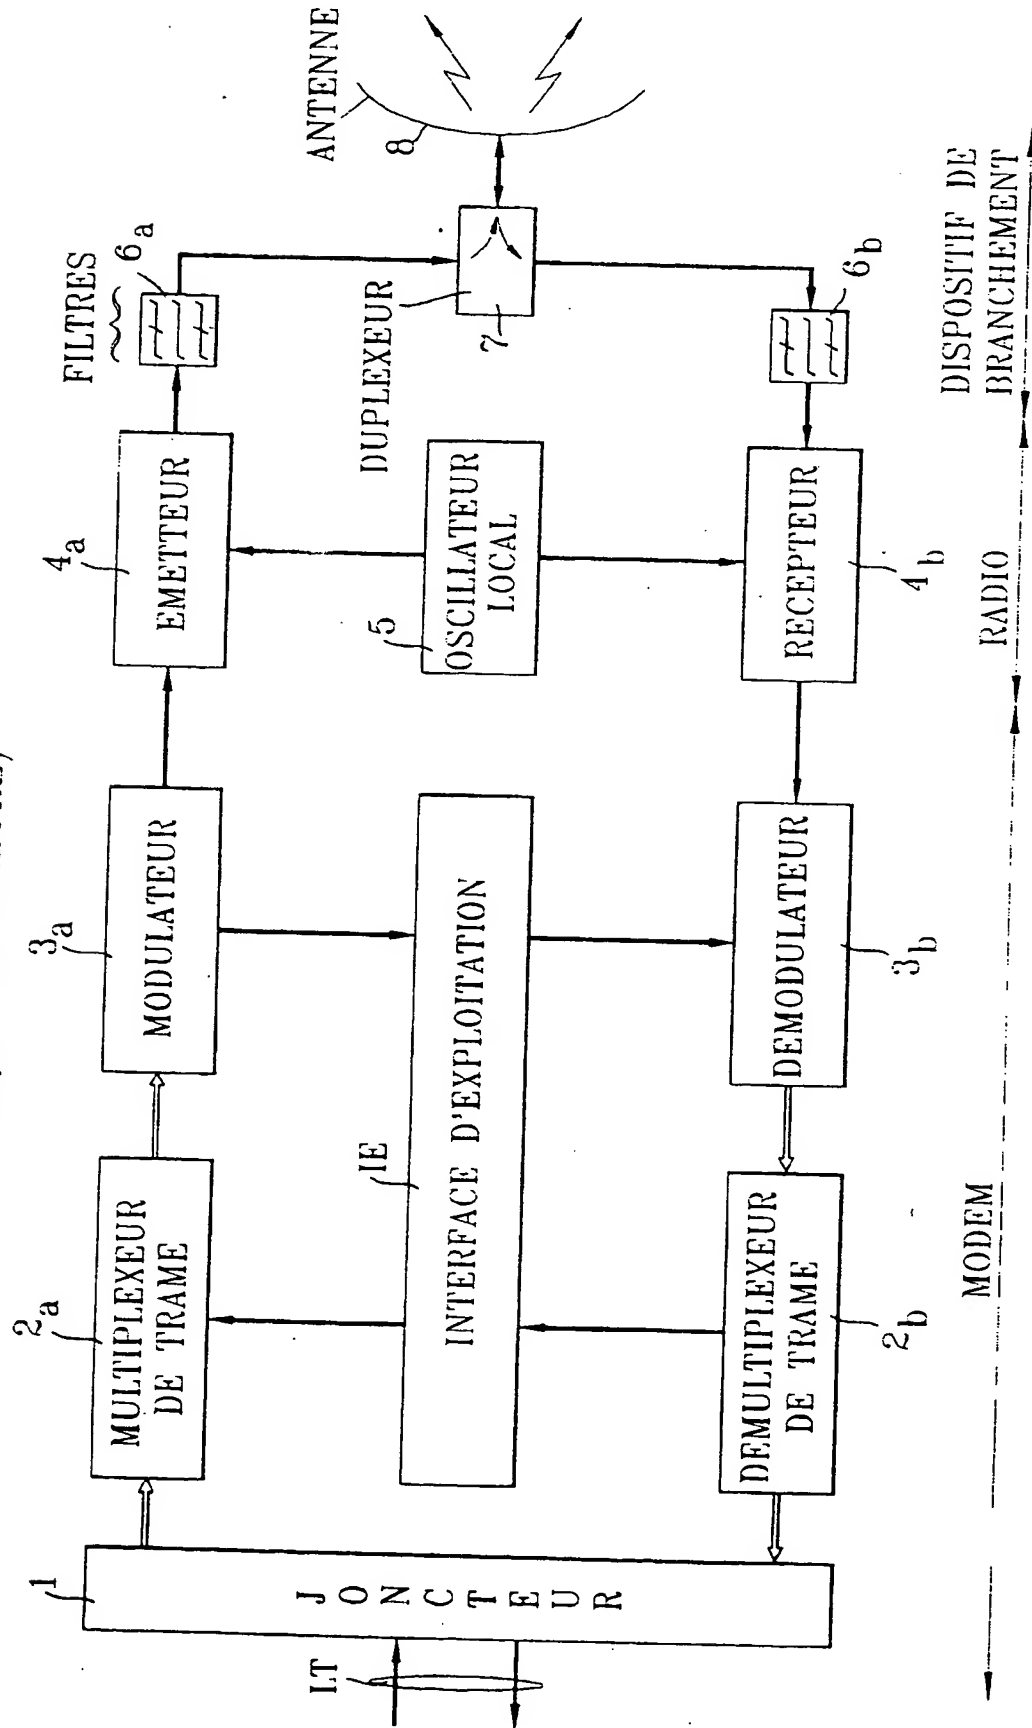 FILTRES
6a
ANTENNE
8
4a
EMETTEUR
DUPLEXEUR
7
3a
MODULATEUR
2a
MULTIPLEXEUR
DE TRAME
1
JONCTEUR
LT
IE
INTERFACE D'EXPLOITATION
5
OSCILLATEUR
LOCAL
6b
RECEPTEUR
4b
DEMODULATEUR
3b
DEMULTIPLEXEUR
DE TRAME
2b
MODEM
RADIO
DISPOSITIF DE
BRANCHEMENT